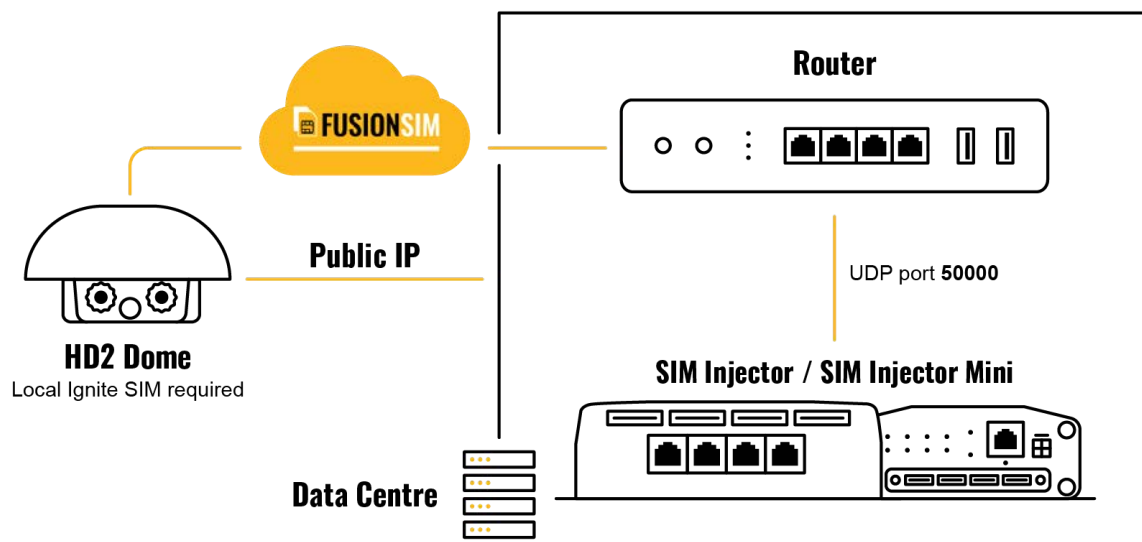 Router
FUSIONSIM
Public IP
UDP port 50000
HD2 Dome
Local Ignite SIM required
SIM Injector / SIM Injector Mini
Data Centre